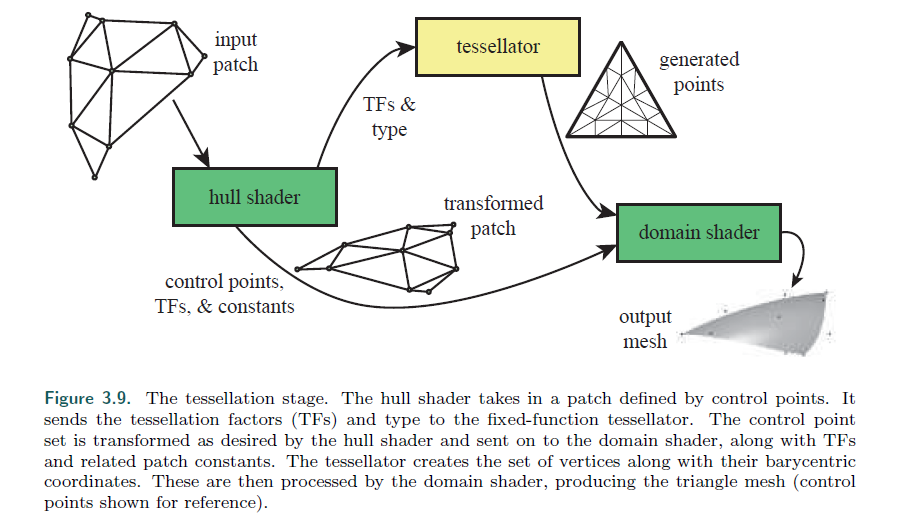 input
patch
tessellator
generated
points
TFs &
type
hull shader
transformed
patch
domain shader
control points,
TFs, & constants
output
mesh
Figure 3.9. The tessellation stage. The hull shader takes in a patch defined by control points. It
sends the tessellation factors (TFs) and type to the fixed-function tessellator. The control point
set is transformed as desired by the hull shader and sent on to the domain shader, along with TFs
and related patch constants. The tessellator creates the set of vertices along with their barycentric
coordinates. These are then processed by the domain shader, producing the triangle mesh (control
points shown for reference).